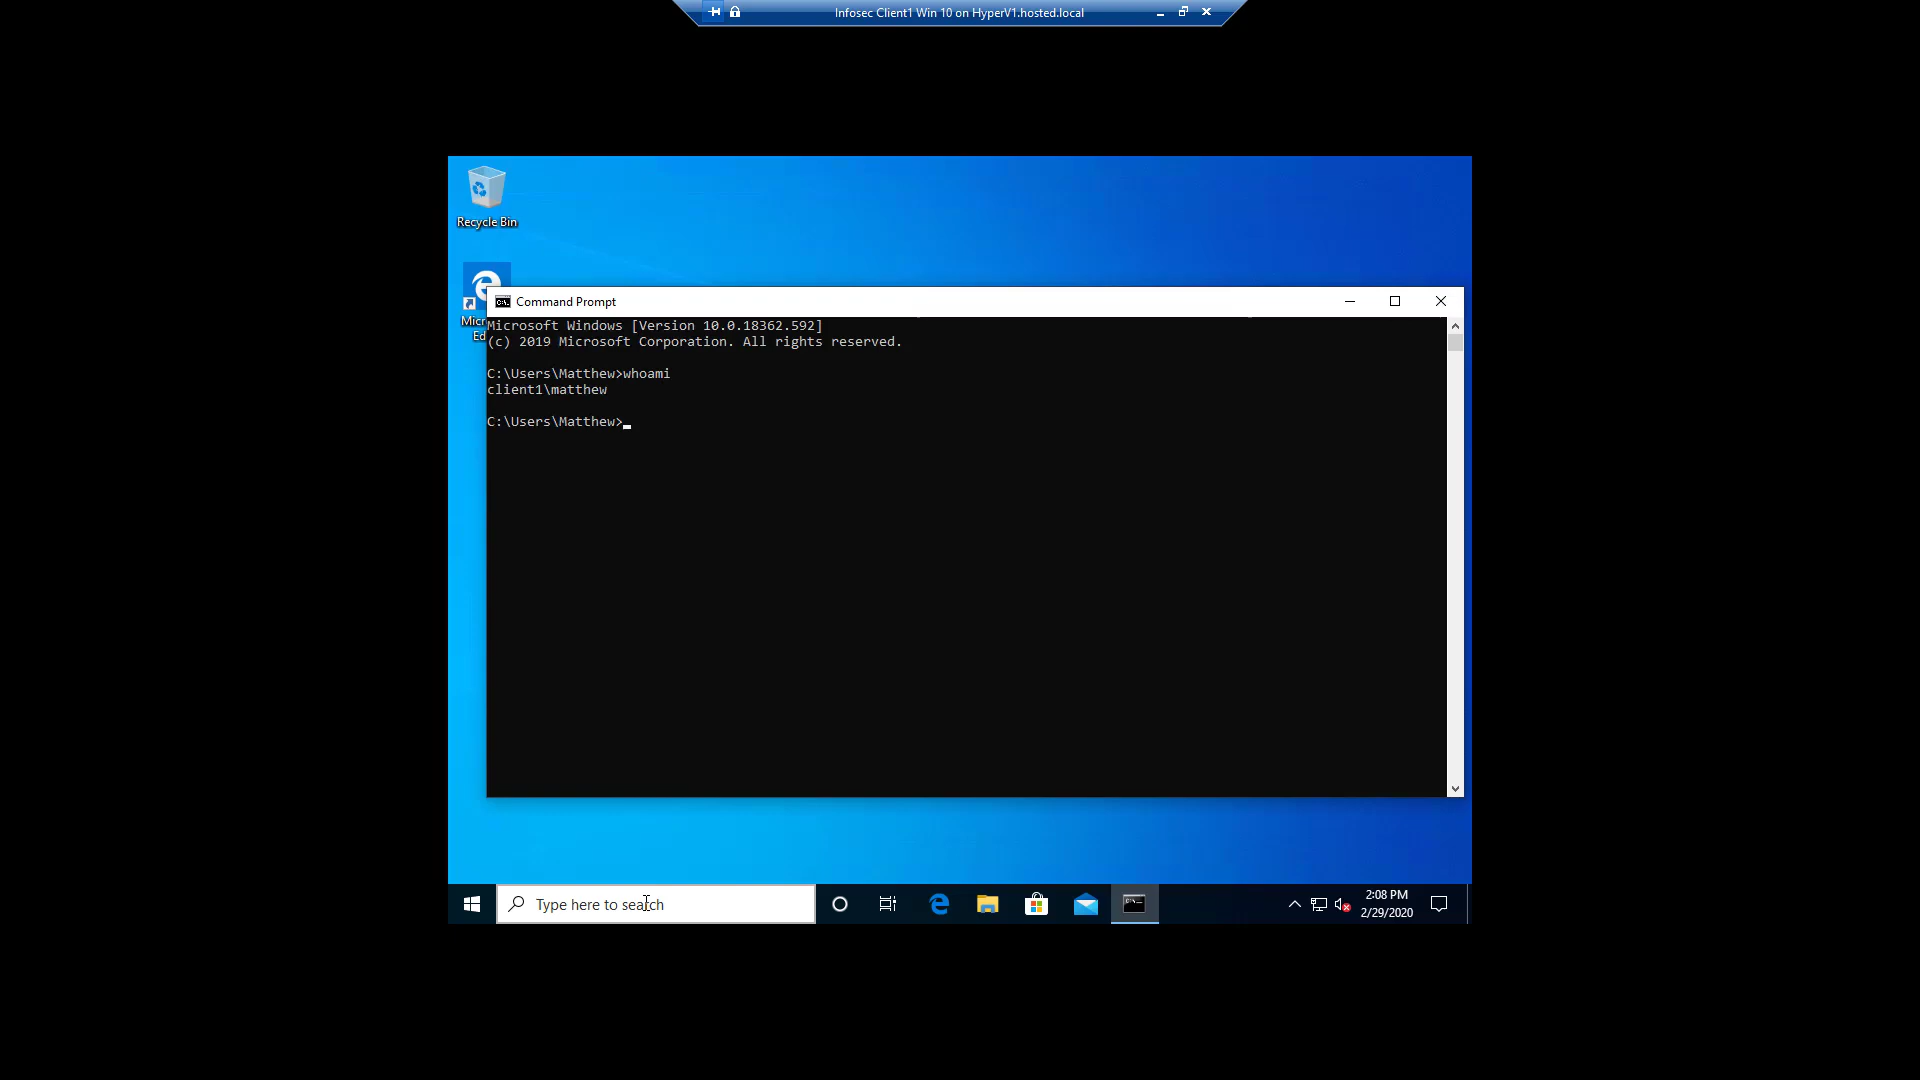 Infosec Client1 Win 10 on HyperV1.hosted.local
Recycle Bin
Command Prompt
Micr
Ed
Microsoft Windows [Version 10.0.18362.592]
(c) 2019 Microsoft Corporation. All rights reserved.
C:\Users\Matthew>whoami
client1\matthew
C:\Users\Matthew>
Type here to search
2:08 PM
2/29/2020